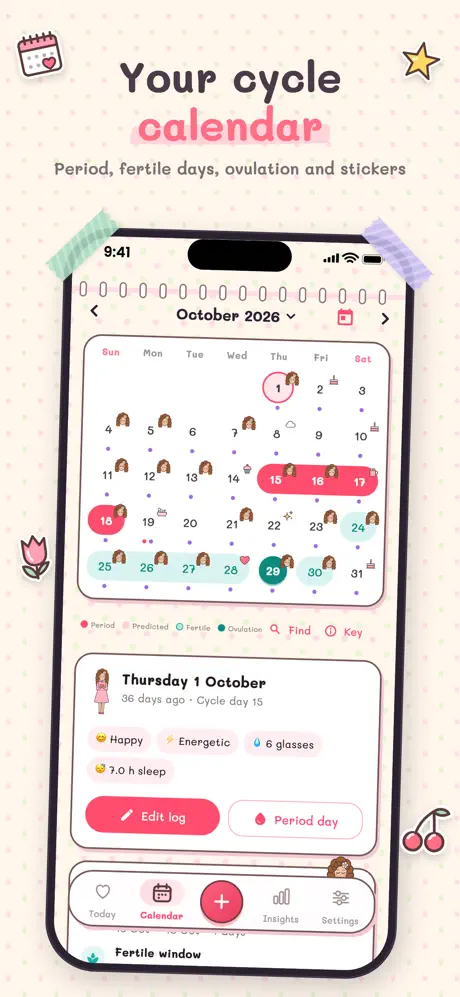 Your cycle
calendar
Period, fertile days, ovulation and stickers
9:41
October 2026
Sun Mon Tue Wed Thu Fri Sat
1 2 3
4 5 6 7 8 9 10
11 12 13 14 15 16 17
18 19 20 21 22 23 24
25 26 27 28 29 30 31
Period Predicted Fertile Ovulation Find Key
Thursday 1 October
36 days ago · Cycle day 15
😊 Happy ⚡ Energetic 💧 6 glasses
😴 7.0 h sleep
Edit log Period day
Today Calendar + Insights Settings
Fertile window